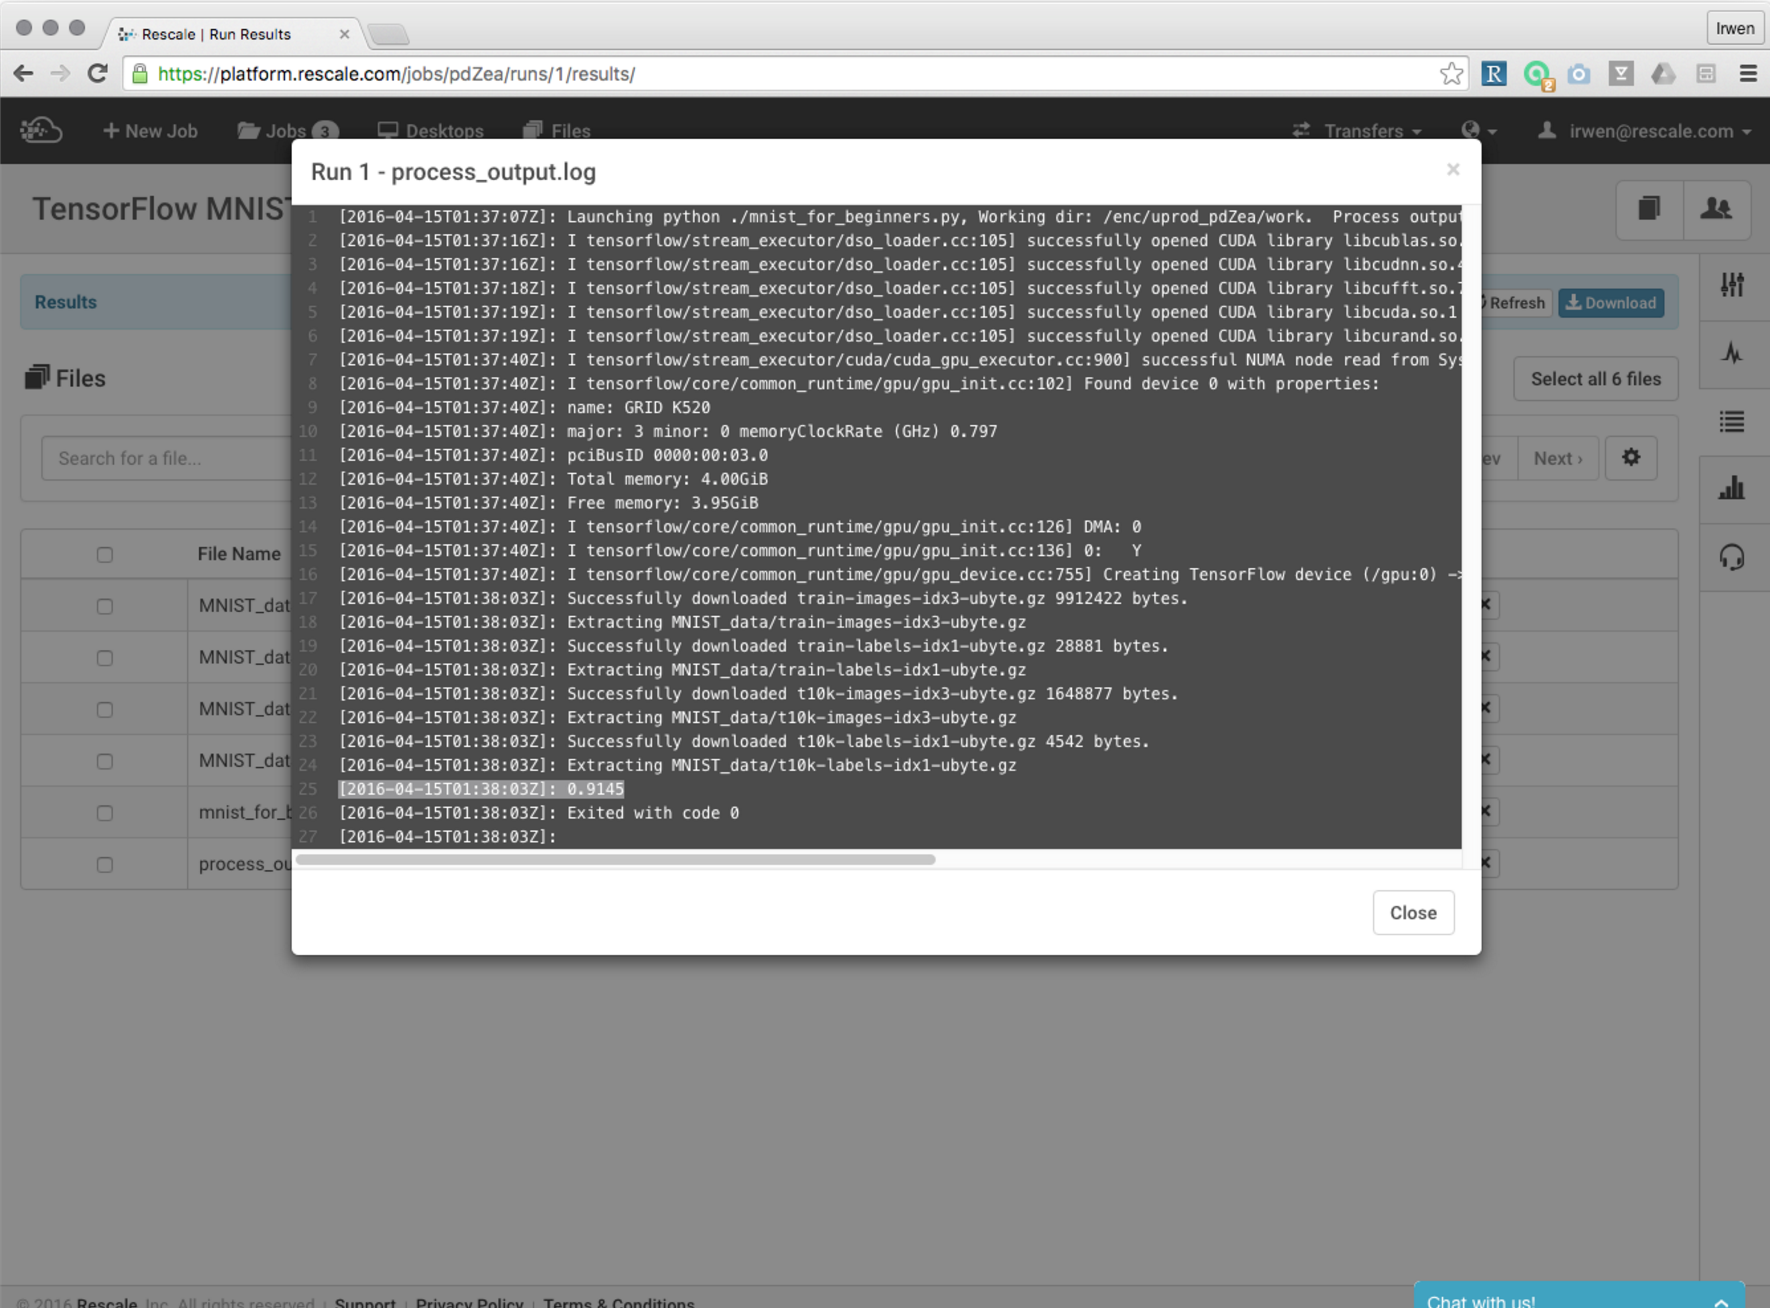 Rescale | Run Results
Irwen
https://platform.rescale.com/jobs/pdZea/runs/1/results/
R
2
New Job
Jobs 3
Desktops
Files
Transfers
irwen@rescale.com
TensorFlow MNIST
Run 1 - process_output.log
1 [2016-04-15T01:37:07Z]: Launching python ./mnist_for_beginners.py, Working dir: /enc/uprod_pdZea/work.  Process output
2 [2016-04-15T01:37:16Z]: I tensorflow/stream_executor/dso_loader.cc:105] successfully opened CUDA library libcublas.so.
3 [2016-04-15T01:37:16Z]: I tensorflow/stream_executor/dso_loader.cc:105] successfully opened CUDA library libcudnn.so.4
4 [2016-04-15T01:37:18Z]: I tensorflow/stream_executor/dso_loader.cc:105] successfully opened CUDA library libcufft.so.7
5 [2016-04-15T01:37:19Z]: I tensorflow/stream_executor/dso_loader.cc:105] successfully opened CUDA library libcuda.so.1
6 [2016-04-15T01:37:19Z]: I tensorflow/stream_executor/dso_loader.cc:105] successfully opened CUDA library libcurand.so.
7 [2016-04-15T01:37:40Z]: I tensorflow/stream_executor/cuda/cuda_gpu_executor.cc:900] successful NUMA node read from Sys
8 [2016-04-15T01:37:40Z]: I tensorflow/core/common_runtime/gpu/gpu_init.cc:102] Found device 0 with properties:
9 [2016-04-15T01:37:40Z]: name: GRID K520
10 [2016-04-15T01:37:40Z]: major: 3 minor: 0 memoryClockRate (GHz) 0.797
11 [2016-04-15T01:37:40Z]: pciBusID 0000:00:03.0
12 [2016-04-15T01:37:40Z]: Total memory: 4.00GiB
13 [2016-04-15T01:37:40Z]: Free memory: 3.95GiB
14 [2016-04-15T01:37:40Z]: I tensorflow/core/common_runtime/gpu/gpu_init.cc:126] DMA: 0
15 [2016-04-15T01:37:40Z]: I tensorflow/core/common_runtime/gpu/gpu_init.cc:136] 0:   Y
16 [2016-04-15T01:37:40Z]: I tensorflow/core/common_runtime/gpu/gpu_device.cc:755] Creating TensorFlow device (/gpu:0) ->
17 [2016-04-15T01:38:03Z]: Successfully downloaded train-images-idx3-ubyte.gz 9912422 bytes.
18 [2016-04-15T01:38:03Z]: Extracting MNIST_data/train-images-idx3-ubyte.gz
19 [2016-04-15T01:38:03Z]: Successfully downloaded train-labels-idx1-ubyte.gz 28881 bytes.
20 [2016-04-15T01:38:03Z]: Extracting MNIST_data/train-labels-idx1-ubyte.gz
21 [2016-04-15T01:38:03Z]: Successfully downloaded t10k-images-idx3-ubyte.gz 1648877 bytes.
22 [2016-04-15T01:38:03Z]: Extracting MNIST_data/t10k-images-idx3-ubyte.gz
23 [2016-04-15T01:38:03Z]: Successfully downloaded t10k-labels-idx1-ubyte.gz 4542 bytes.
24 [2016-04-15T01:38:03Z]: Extracting MNIST_data/t10k-labels-idx1-ubyte.gz
25 [2016-04-15T01:38:03Z]: 0.9145
26 [2016-04-15T01:38:03Z]: Exited with code 0
27 [2016-04-15T01:38:03Z]:
Close
Results
Refresh
Download
Files
Select all 6 files
Search for a file...
ev
Next ›
File Name
MNIST_dat
MNIST_dat
MNIST_dat
MNIST_dat
mnist_for_b
process_ou
© 2016 Rescale, Inc. All rights reserved. | Support | Privacy Policy | Terms & Conditions
Chat with us!